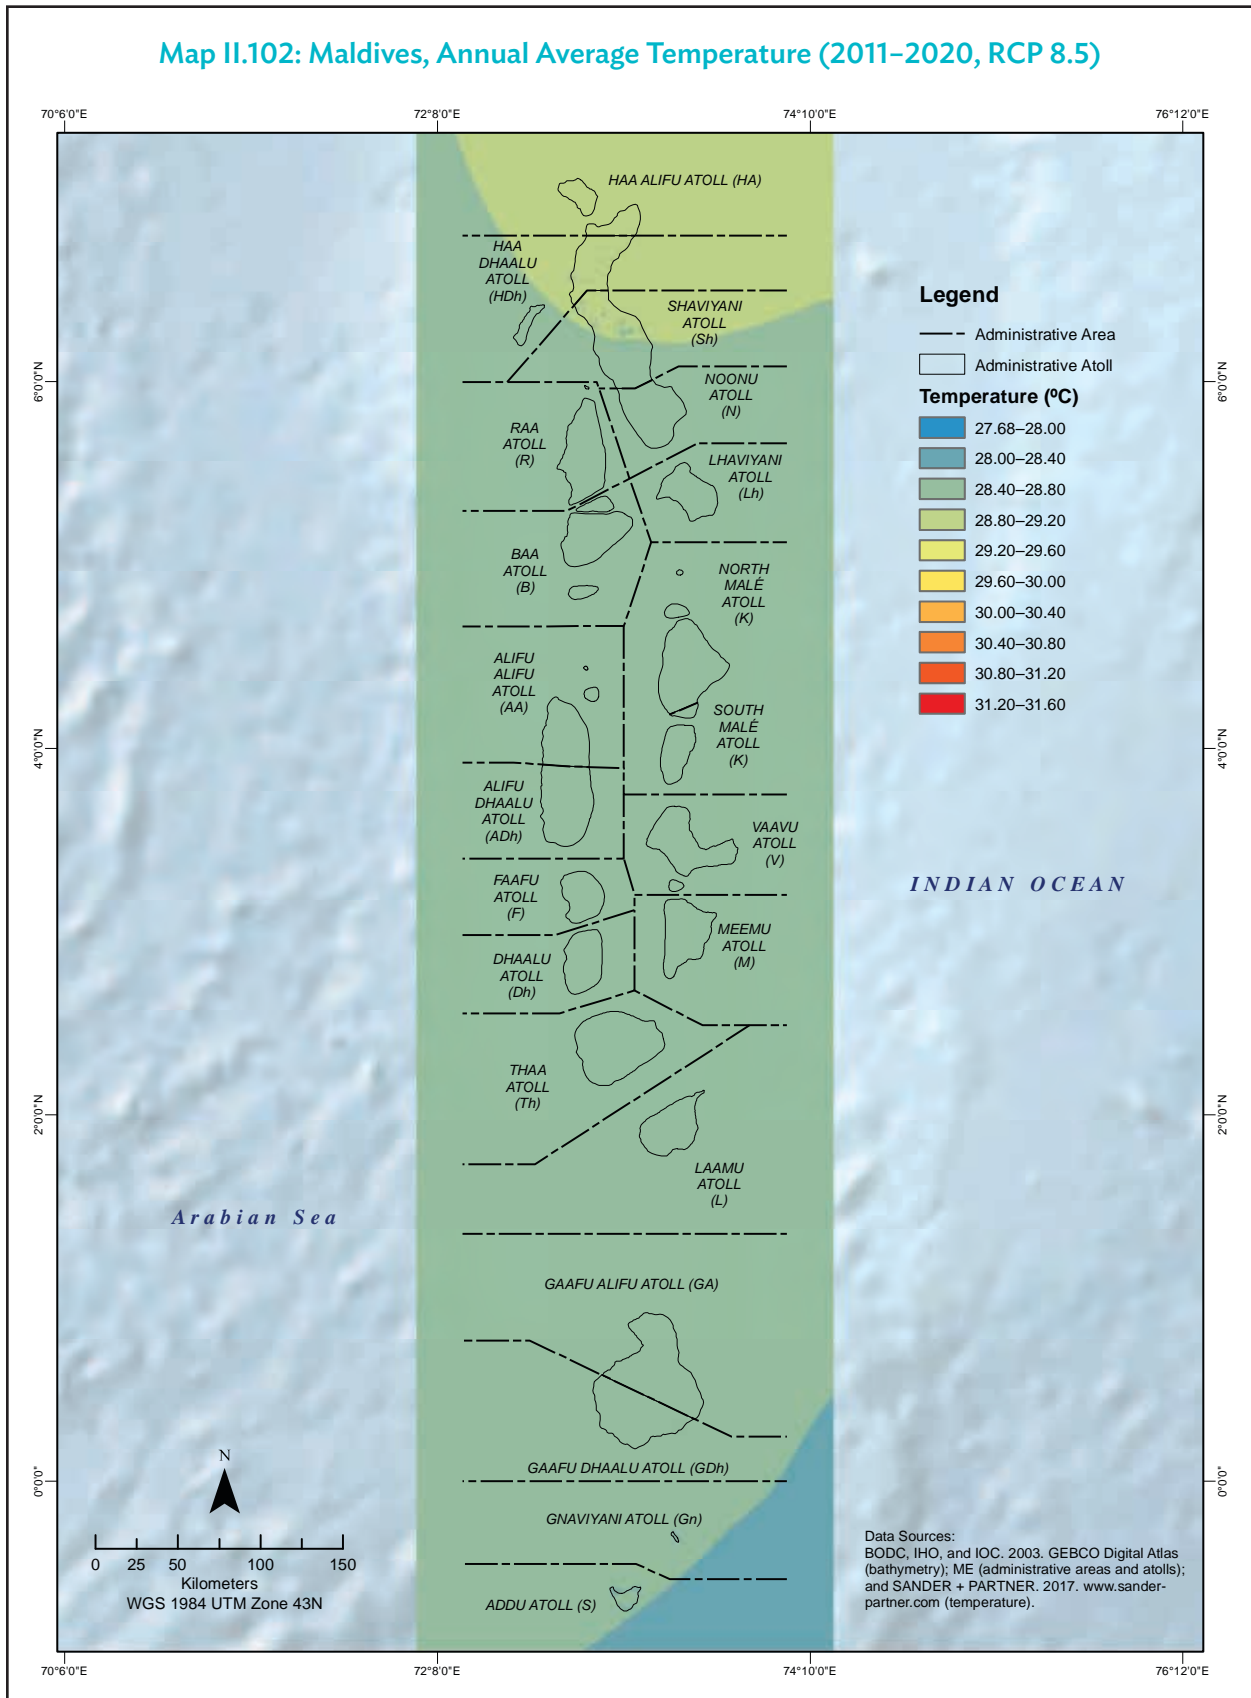 Map II.102: Maldives, Annual Average Temperature (2011–2020, RCP 8.5)
70°6'0"E
72°8'0"E
74°10'0"E
76°12'0"E
HAA ALIFU ATOLL (HA)
HAA
DHAALU
ATOLL
(HDh)
SHAVIYANI
ATOLL
(Sh)
6°0'0"N
6°0'0"N
NOONU
ATOLL
(N)
RAA
ATOLL
(R)
LHAVIYANI
ATOLL
(Lh)
BAA
ATOLL
(B)
NORTH
MALÉ
ATOLL
(K)
ALIFU
ALIFU
ATOLL
(AA)
SOUTH
MALÉ
ATOLL
(K)
4°0'0"N
4°0'0"N
ALIFU
DHAALU
ATOLL
(ADh)
VAAVU
ATOLL
(V)
FAAFU
ATOLL
(F)
MEEMU
ATOLL
(M)
DHAALU
ATOLL
(Dh)
THAA
ATOLL
(Th)
2°0'0"N
2°0'0"N
LAAMU
ATOLL
(L)
GAAFU ALIFU ATOLL (GA)
GAAFU DHAALU ATOLL (GDh)
0°0'0"
0°0'0"
GNAVIYANI ATOLL (Gn)
ADDU ATOLL (S)
Legend
Administrative Area
Administrative Atoll
Temperature (ºC)
27.68–28.00
28.00–28.40
28.40–28.80
28.80–29.20
29.20–29.60
29.60–30.00
30.00–30.40
30.40–30.80
30.80–31.20
31.20–31.60
INDIAN OCEAN
Arabian Sea
N
0 25 50 100 150
Kilometers
WGS 1984 UTM Zone 43N
Data Sources:
BODC, IHO, and IOC. 2003. GEBCO Digital Atlas
(bathymetry); ME (administrative areas and atolls);
and SANDER + PARTNER. 2017. www.sander-
partner.com (temperature).
70°6'0"E
72°8'0"E
74°10'0"E
76°12'0"E